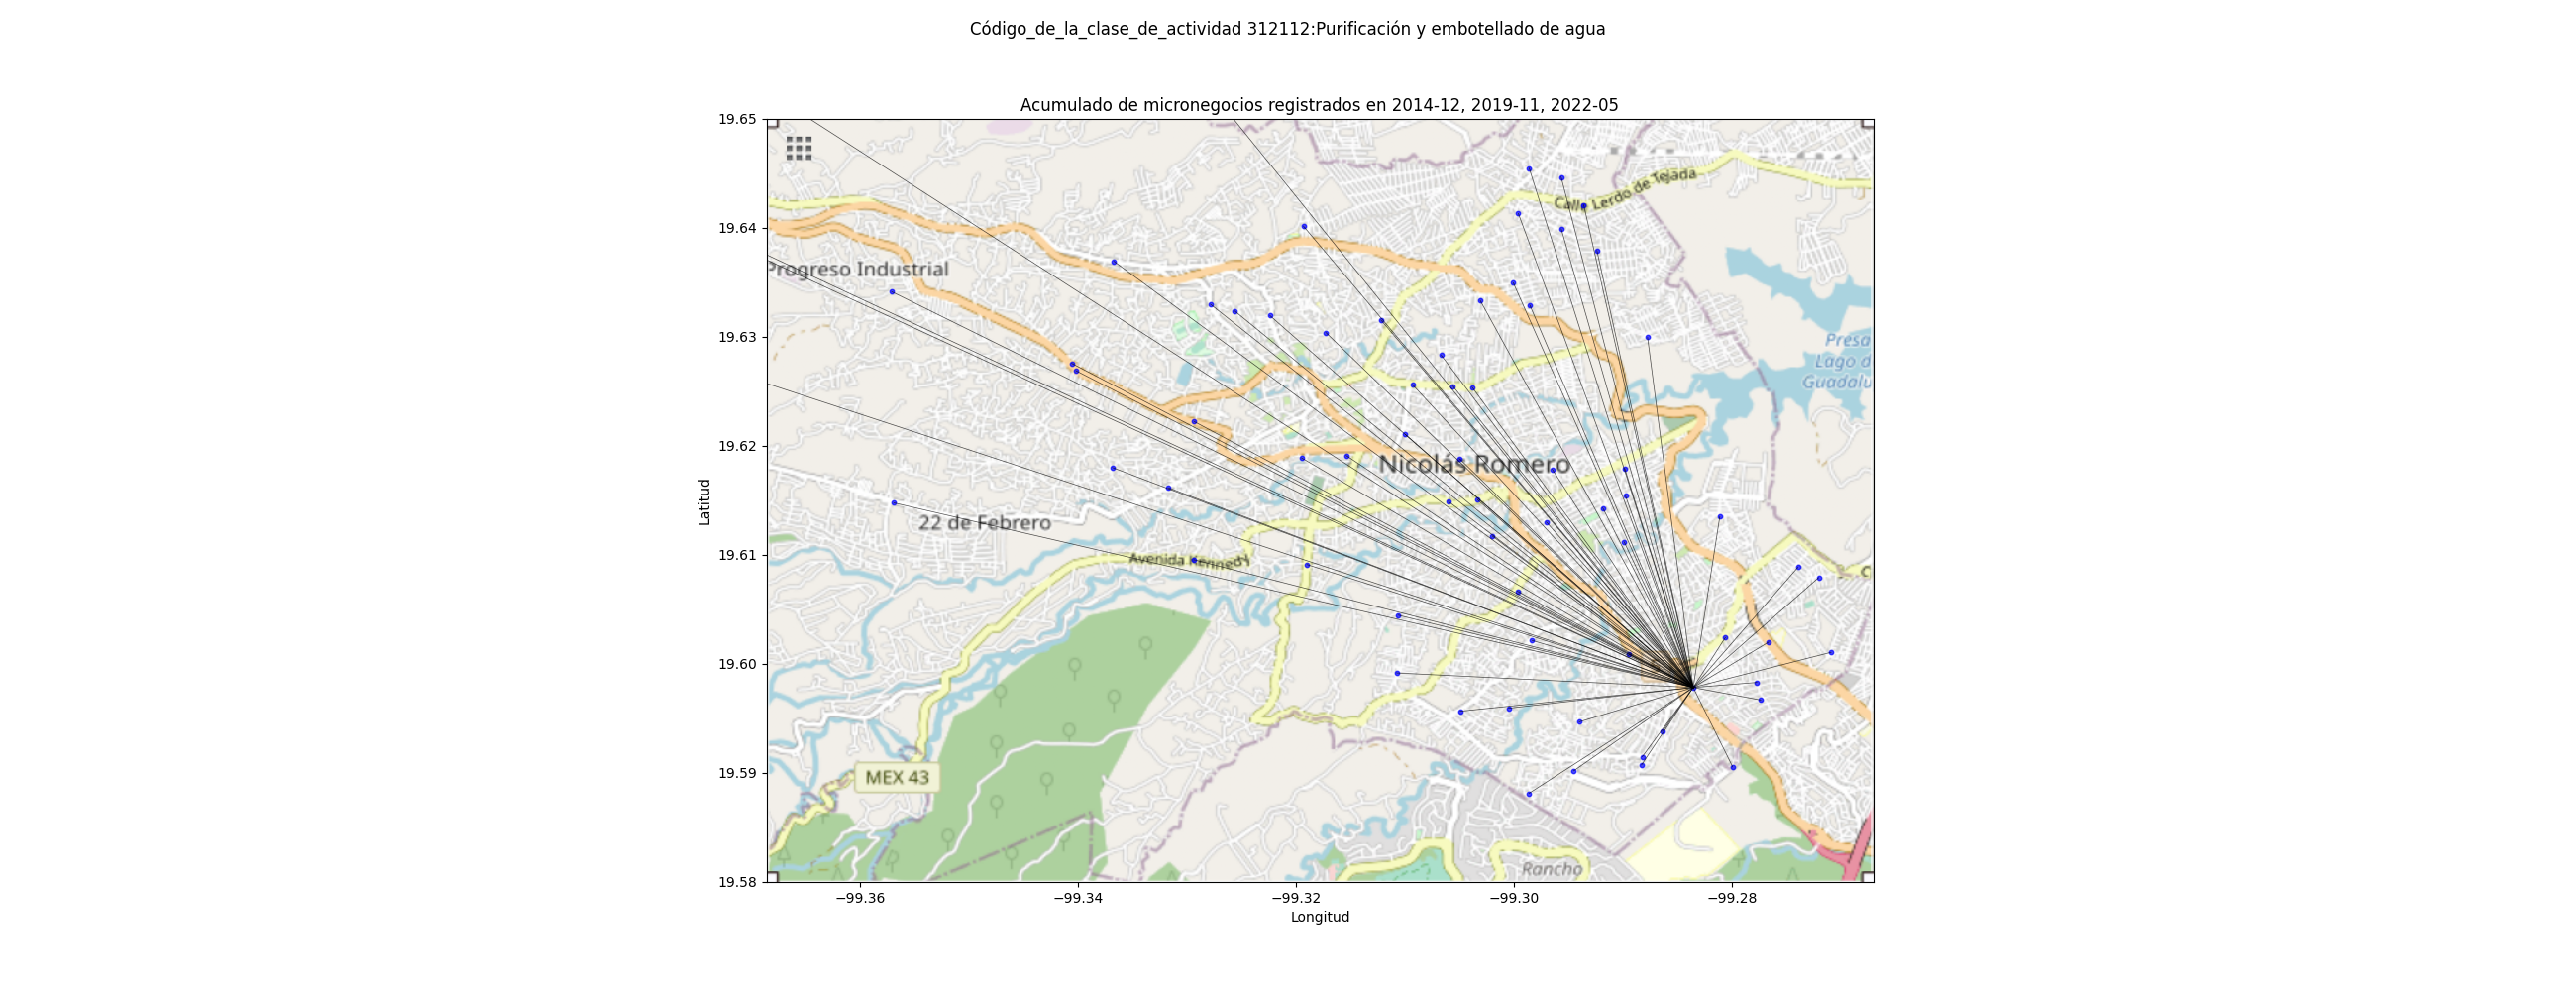 Código_de_la_clase_de_actividad 312112:Purificación y embotellado de agua
Acumulado de micronegocios registrados en 2014-12, 2019-11, 2022-05
19.65
Calle Lerdo de Tejada
19.64
Progreso Industrial
19.63
Presa
Lago d
Guadalu
19.62
Nicolás Romero
Latitud
22 de Febrero
19.61
Avenida Kennedy
C
19.60
19.59
MEX 43
Rancho
19.58
−99.36
−99.34
−99.32
−99.30
−99.28
Longitud